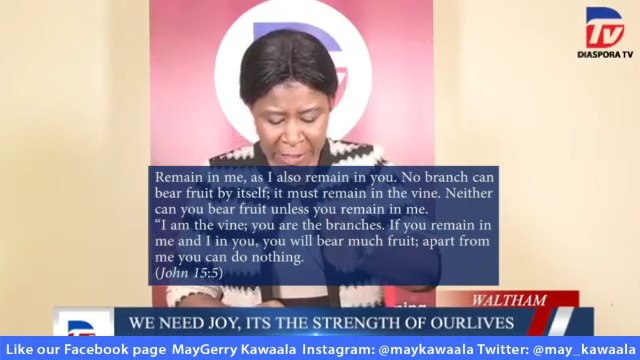 TV
DIASPORA TV
Remain in me, as I also remain in you. No branch can
bear fruit by itself; it must remain in the vine. Neither
can you bear fruit unless you remain in me.
“I am the vine; you are the branches. If you remain in
me and I in you, you will bear much fruit; apart from
me you can do nothing.
(John 15:5)
WALTHAM
WE NEED JOY, ITS THE STRENGTH OF OURLIVES
Like our Facebook page MayGerry Kawaala Instagram: @maykawaala Twitter: @may_kawaala